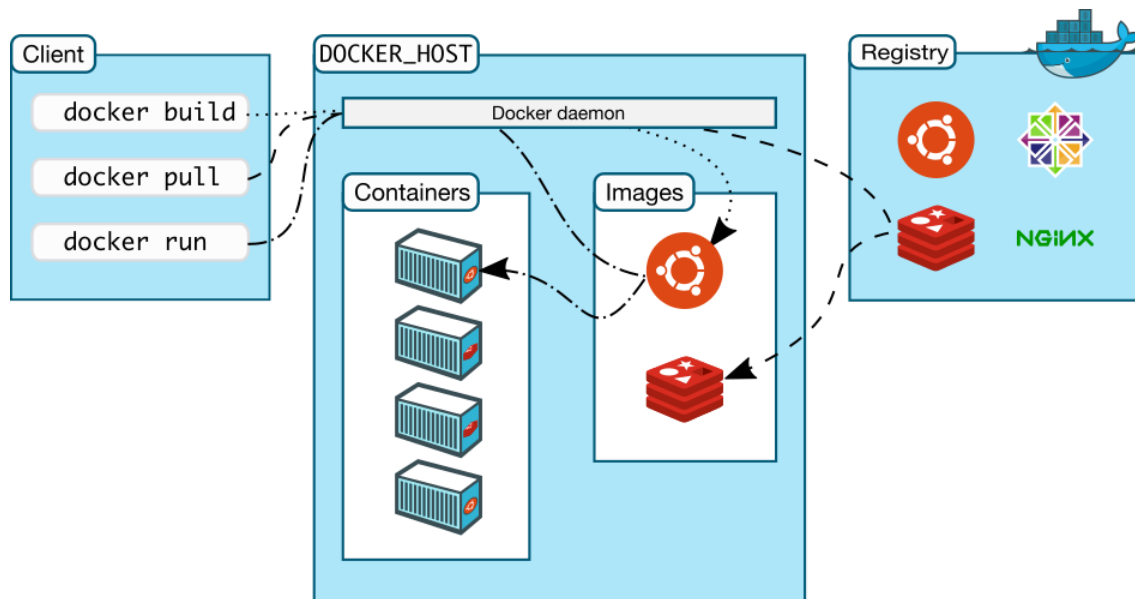 Client
docker build
docker pull
docker run
DOCKER_HOST
Docker daemon
Containers
Images
Registry
NGiNX